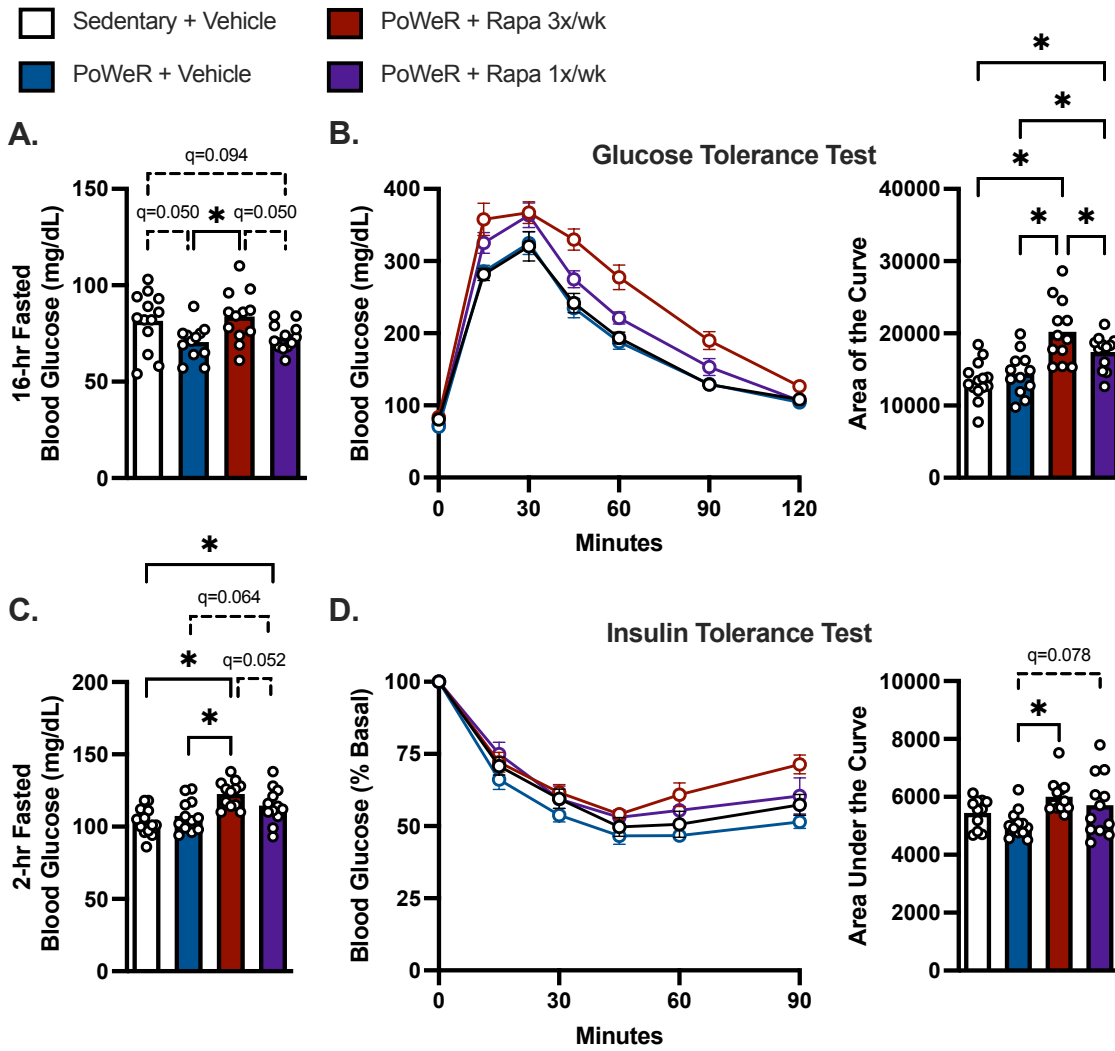 Sedentary + Vehicle
PoWeR + Rapa 3x/wk
PoWeR + Vehicle
PoWeR + Rapa 1x/wk
A.
q=0.094
q=0.050
*
q=0.050
16-hr Fasted
Blood Glucose (mg/dL)
150
100
50
0
B.
Glucose Tolerance Test
Blood Glucose (mg/dL)
400
300
200
100
0
0
30
60
90
120
Minutes
*
*
*
*
*
Area of the Curve
40000
30000
20000
10000
0
C.
*
q=0.064
*
q=0.052
*
2-hr Fasted
Blood Glucose (mg/dL)
200
150
100
50
0
D.
Insulin Tolerance Test
Blood Glucose (% Basal)
100
75
50
25
0
0
30
60
90
Minutes
q=0.078
*
Area Under the Curve
10000
8000
6000
4000
2000
0